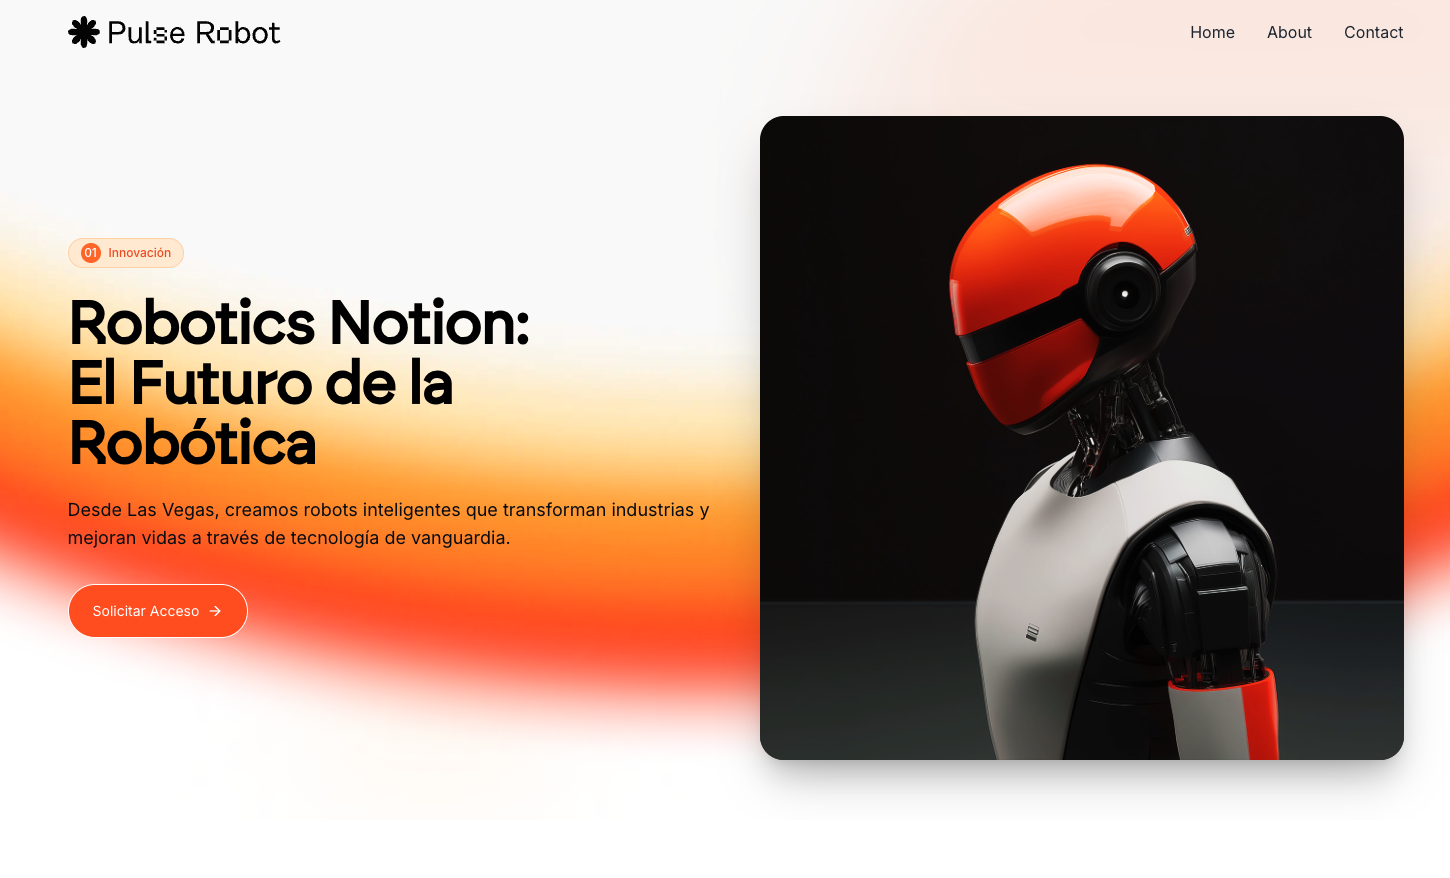 Pulse Robot
Home
About
Contact
01 Innovación
Robotics Notion:
El Futuro de la
Robótica
Desde Las Vegas, creamos robots inteligentes que transforman industrias y
mejoran vidas a través de tecnología de vanguardia.
Solicitar Acceso →